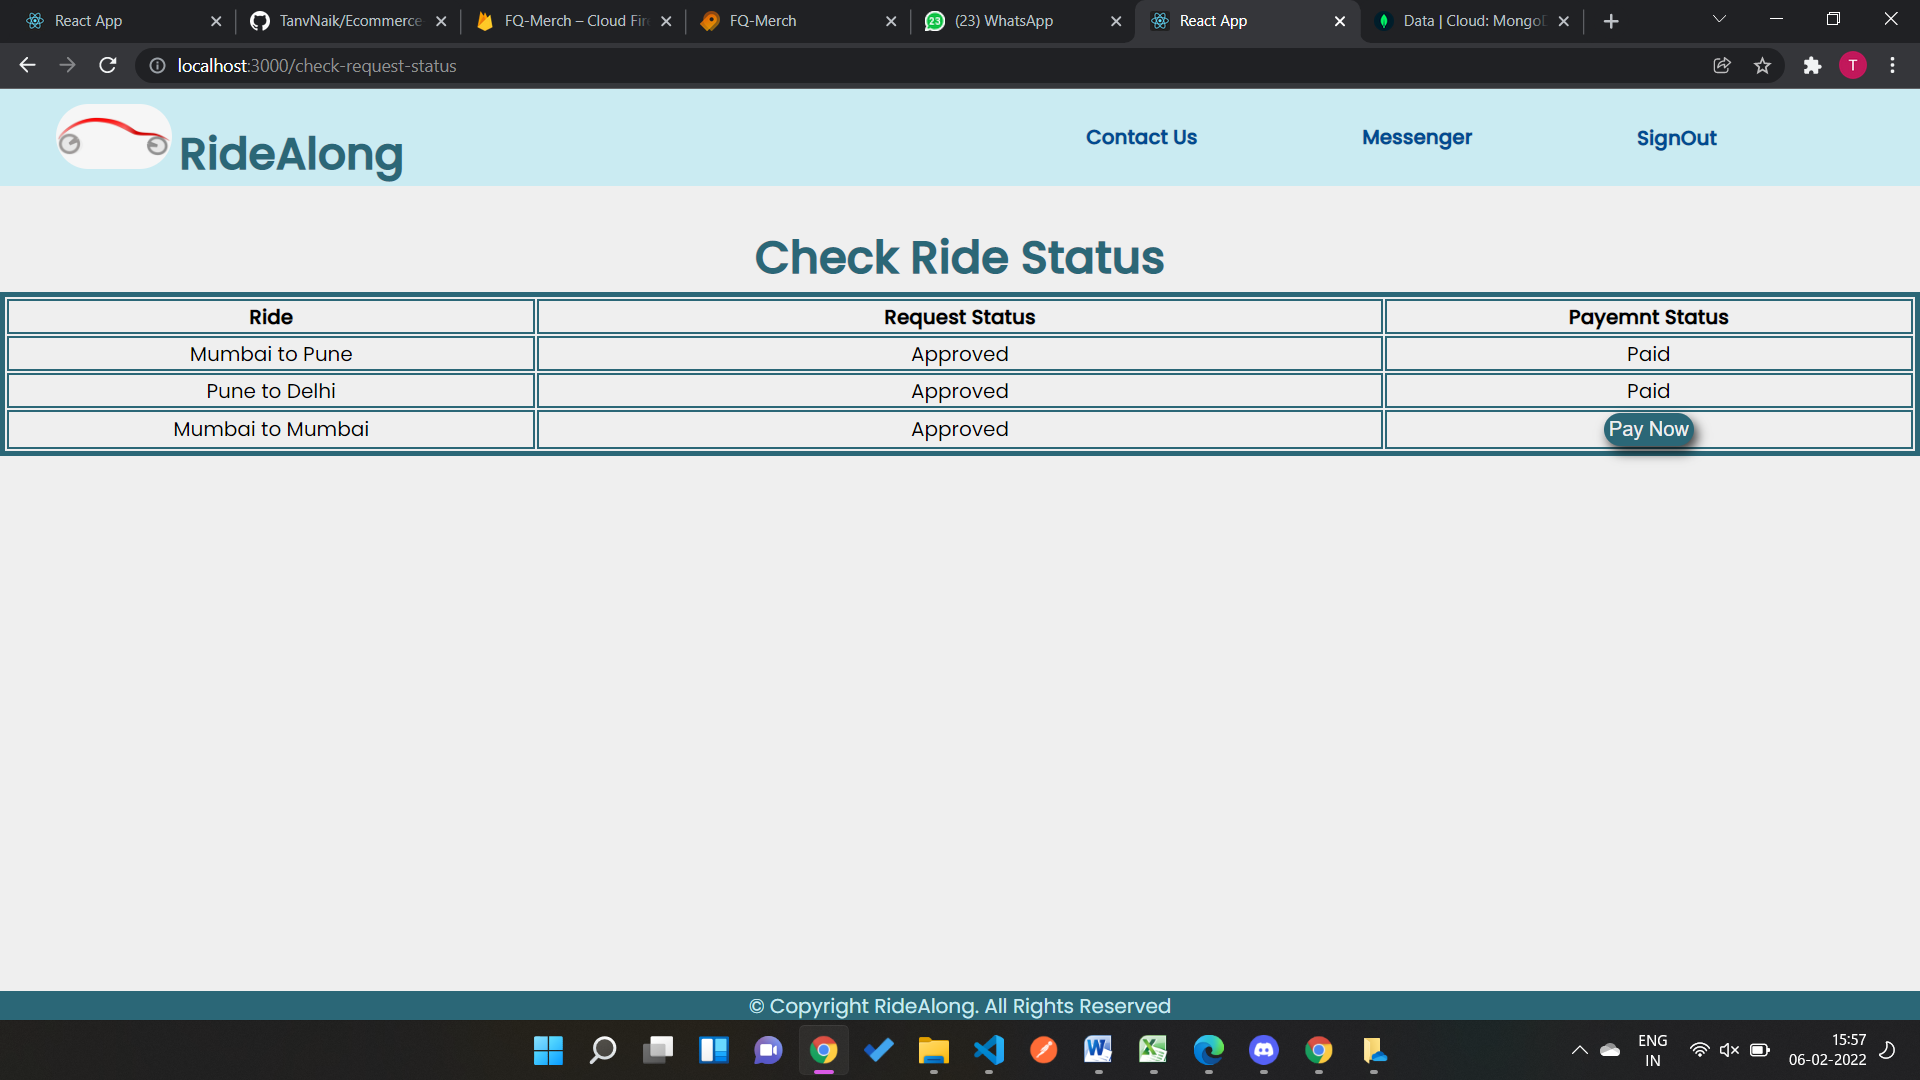 React App
TanvNaik/Ecommerce
FQ-Merch – Cloud Fire
FQ-Merch
(23) WhatsApp
React App
Data | Cloud: MongoD
localhost:3000/check-request-status
T
RideAlong
Contact Us
Messenger
SignOut
Check Ride Status
Ride
Request Status
Payemnt Status
Mumbai to Pune
Approved
Paid
Pune to Delhi
Approved
Paid
Mumbai to Mumbai
Approved
Pay Now
© Copyright RideAlong. All Rights Reserved
ENG
IN
15:57
06-02-2022